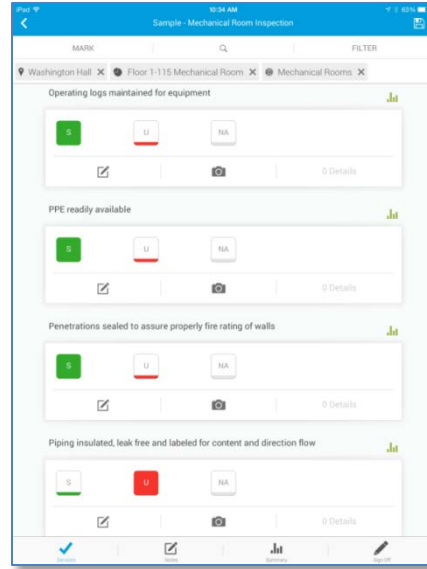 iPad 10:34 AM 60%
Sample - Mechanical Room Inspection
MARK FILTER
Washington Hall X Floor 1-115 Mechanical Room X Mechanical Rooms X
Operating logs maintained for equipment
S U NA
0 Details
PPE readily available
S U NA
0 Details
Penetrations sealed to assure properly fire rating of walls
S U NA
0 Details
Piping insulated, leak free and labeled for content and direction flow
S U NA
0 Details
Notes Summary Sign Off